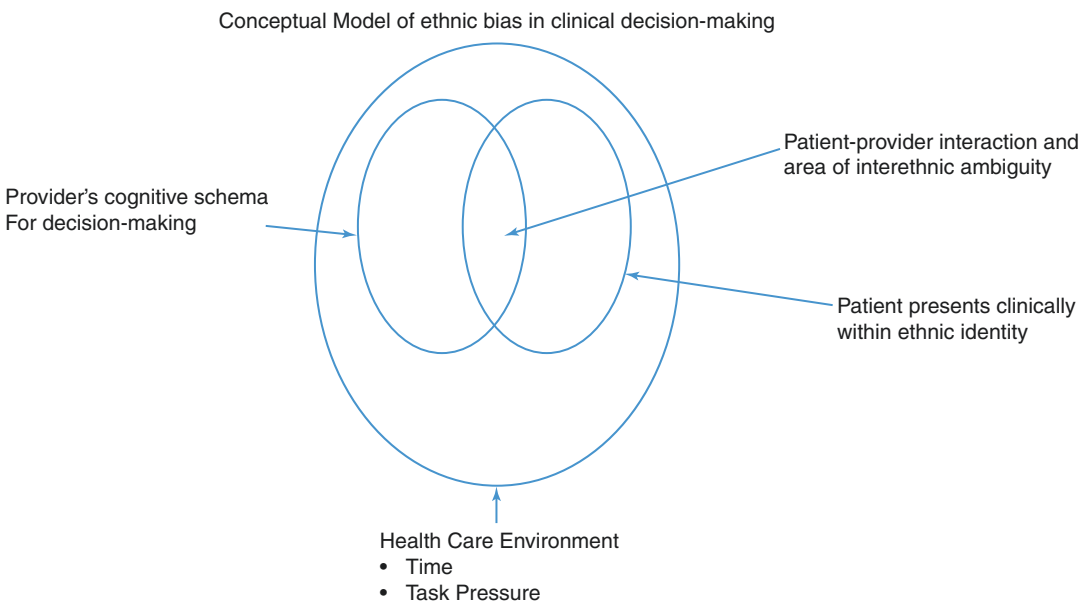 Conceptual Model of ethnic bias in clinical decision-making
Patient-provider interaction and
area of interethnic ambiguity
Provider's cognitive schema
For decision-making
Patient presents clinically
within ethnic identity
Health Care Environment
• Time
• Task Pressure